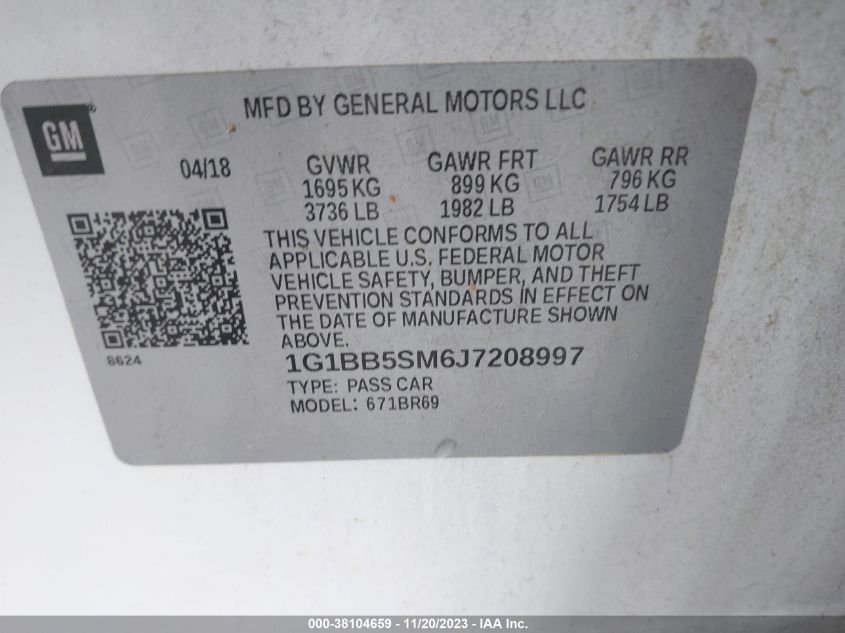 MFD BY GENERAL MOTORS LLC
GM®
04/18
GVWR GAWR FRT GAWR RR
1695 KG 899 KG 796 KG
3736 LB 1982 LB 1754 LB
THIS VEHICLE CONFORMS TO ALL
APPLICABLE U.S. FEDERAL MOTOR
VEHICLE SAFETY, BUMPER, AND THEFT
PREVENTION STANDARDS IN EFFECT ON
THE DATE OF MANUFACTURE SHOWN
ABOVE.
8624
1G1BB5SM6J7208997
TYPE: PASS CAR
MODEL: 671BR69
000-38104659 - 11/20/2023 - IAA Inc.